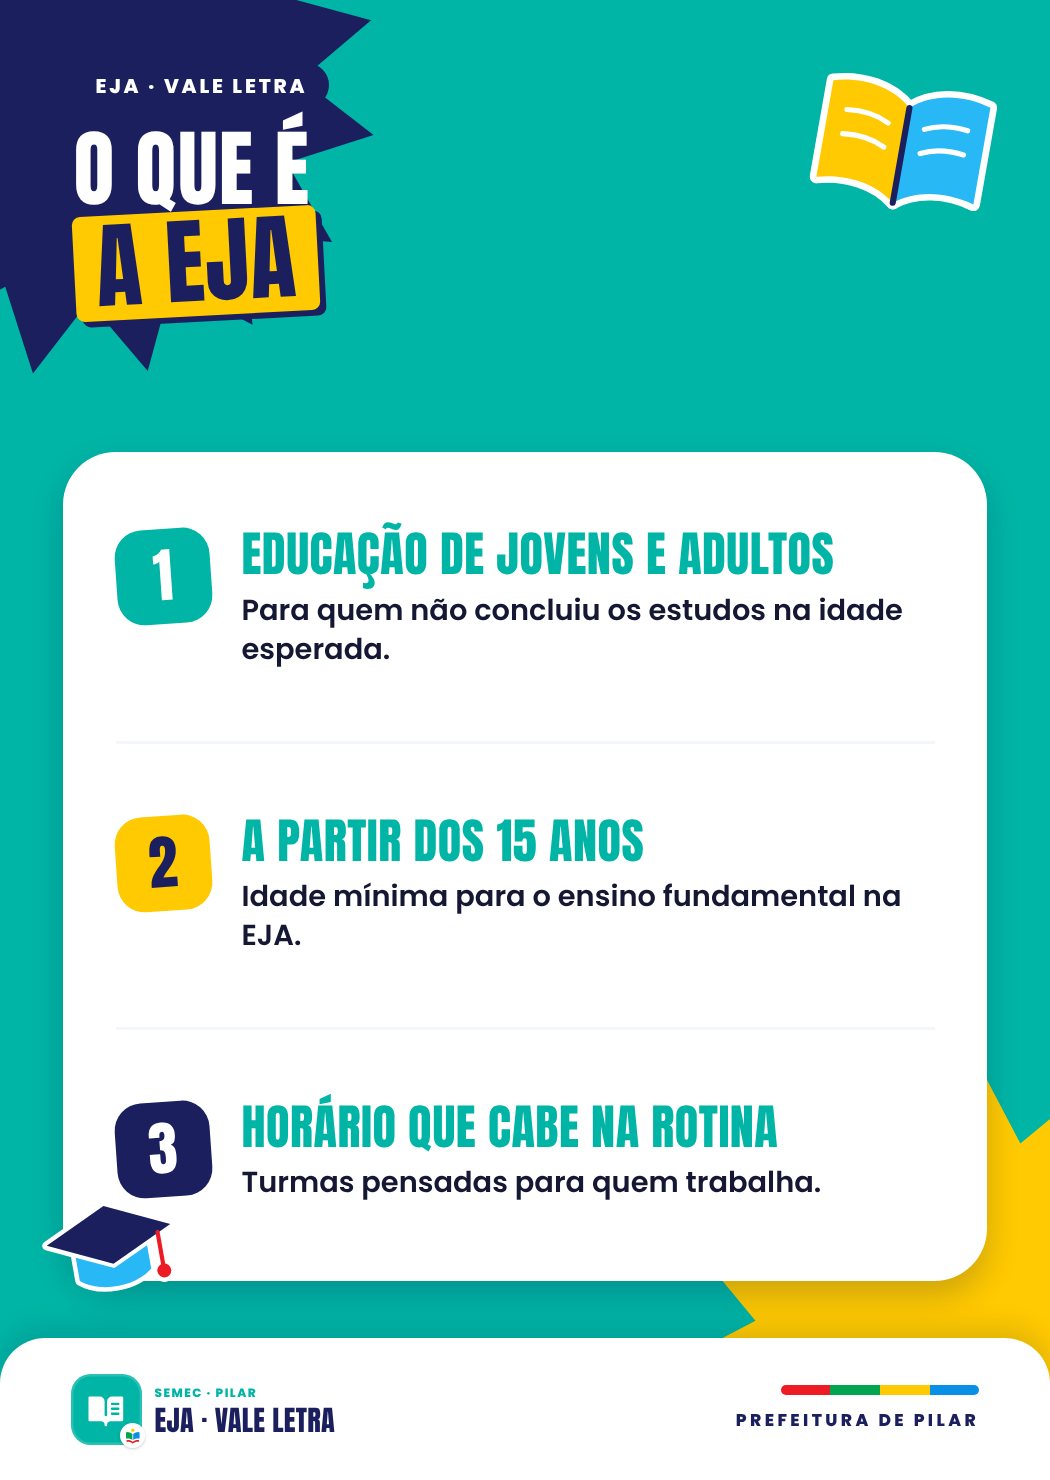 EJA · VALE LETRA
O QUE É
A EJA
1
EDUCAÇÃO DE JOVENS E ADULTOS
Para quem não concluiu os estudos na idade
esperada.
2
A PARTIR DOS 15 ANOS
Idade mínima para o ensino fundamental na
EJA.
3
HORÁRIO QUE CABE NA ROTINA
Turmas pensadas para quem trabalha.
SEMEC · PILAR
EJA · VALE LETRA
PREFEITURA DE PILAR